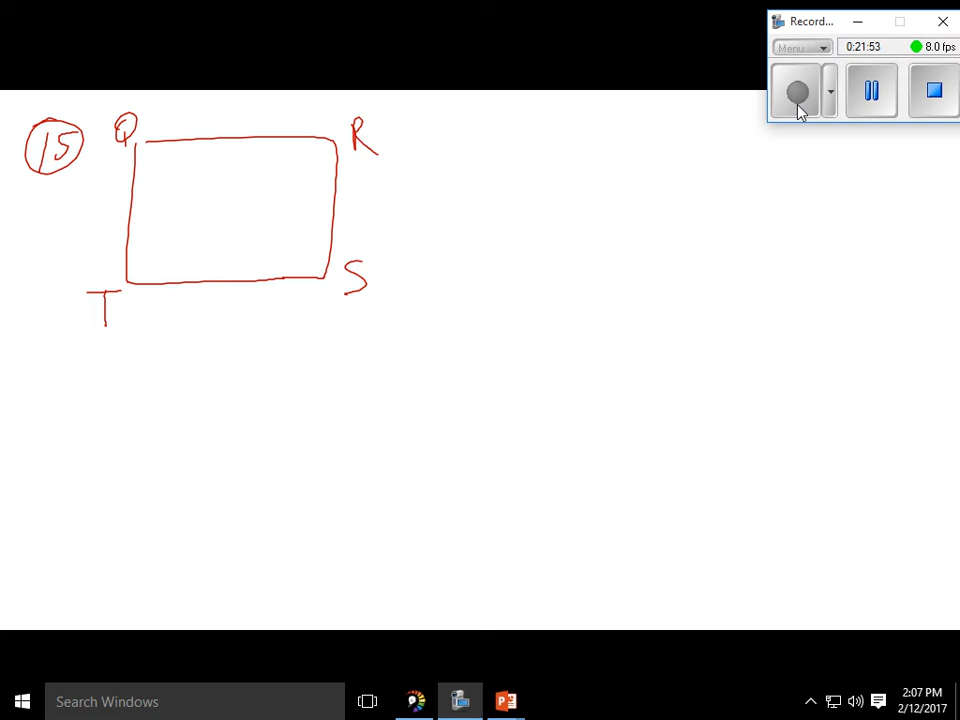 Record...
Menu
0:21:53
8.0 fps
15
Q
R
T
S
Search Windows
2:07 PM
2/12/2017